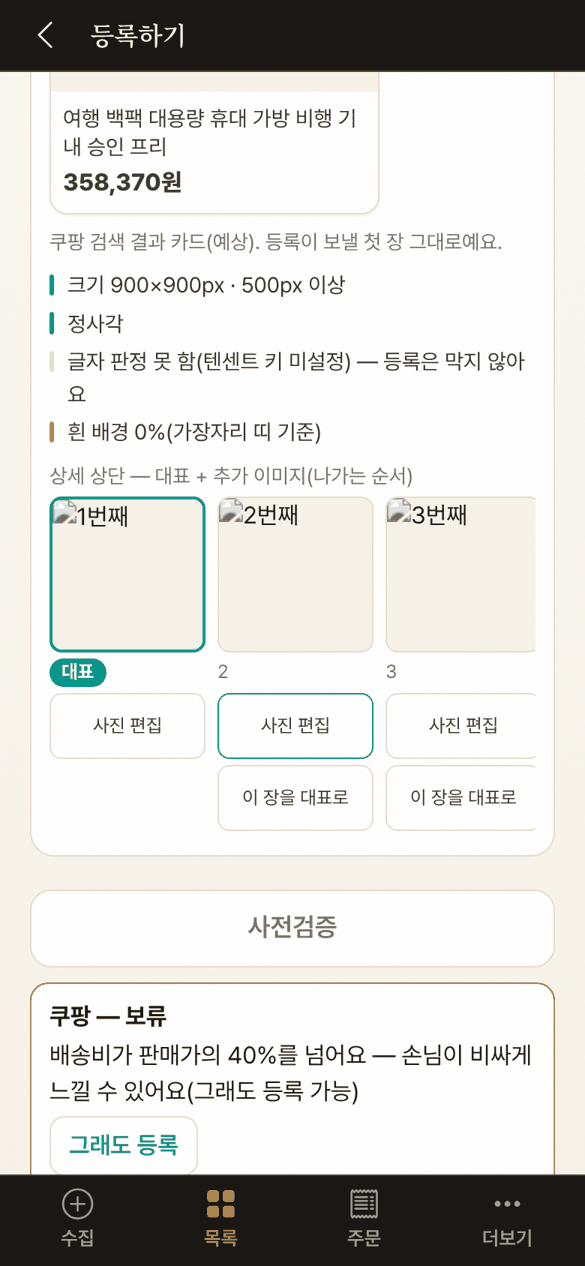 등록하기
여행 백팩 대용량 휴대 가방 비행 기
내 승인 프리
358,370원
쿠팡 검색 결과 카드(예상). 등록이 보낼 첫 장 그대로예요.
크기 900×900px · 500px 이상
정사각
글자 판정 못 함(텐센트 키 미설정) — 등록은 막지 않아
요
흰 배경 0%(가장자리 띠 기준)
상세 상단 — 대표 + 추가 이미지(나가는 순서)
1번째 2번째 3번째
대표 2 3
사진 편집 사진 편집 사진 편집
이 장을 대표로 이 장을 대표로
사전검증
쿠팡 — 보류
배송비가 판매가의 40%를 넘어요 — 손님이 비싸게
느낄 수 있어요(그래도 등록 가능)
그래도 등록
수집 목록 주문 더보기